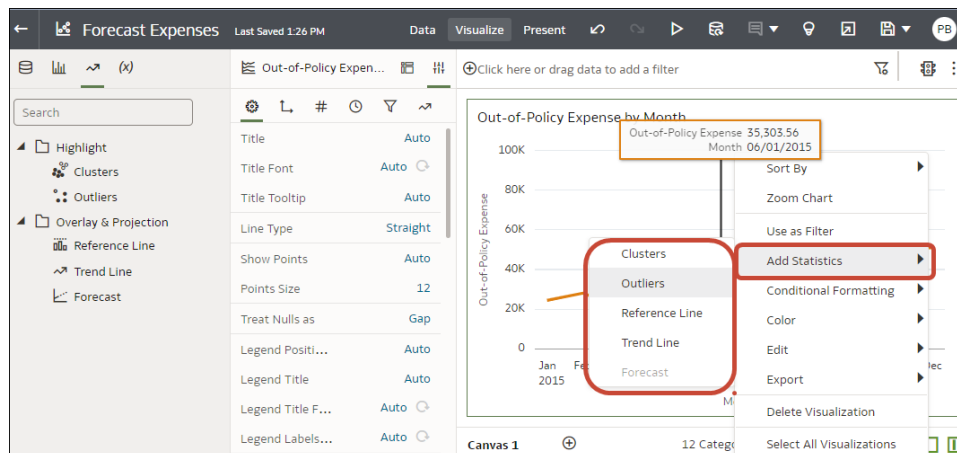 Forecast Expenses Last Saved 1:26 PM Data Visualize Present PB
(x)
Out-of-Policy Expen...
Click here or drag data to add a filter
Search
Highlight
Clusters
Outliers
Overlay & Projection
Reference Line
Trend Line
Forecast
Title Auto
Title Font Auto
Title Tooltip Auto
Line Type Straight
Show Points Auto
Points Size 12
Treat Nulls as Gap
Legend Positi... Auto
Legend Title Auto
Legend Title F... Auto
Legend Labels... Auto
Out-of-Policy Expense by Month
Out-of-Policy Expense 35,303.56
Month 06/01/2015
Out-of-Policy Expense
100K
80K
60K
40K
20K
0
Jan
2015
Clusters
Outliers
Reference Line
Trend Line
Forecast
Sort By
Zoom Chart
Use as Filter
Add Statistics
Conditional Formatting
Color
Edit
Export
Delete Visualization
Select All Visualizations
Canvas 1
12 Categ